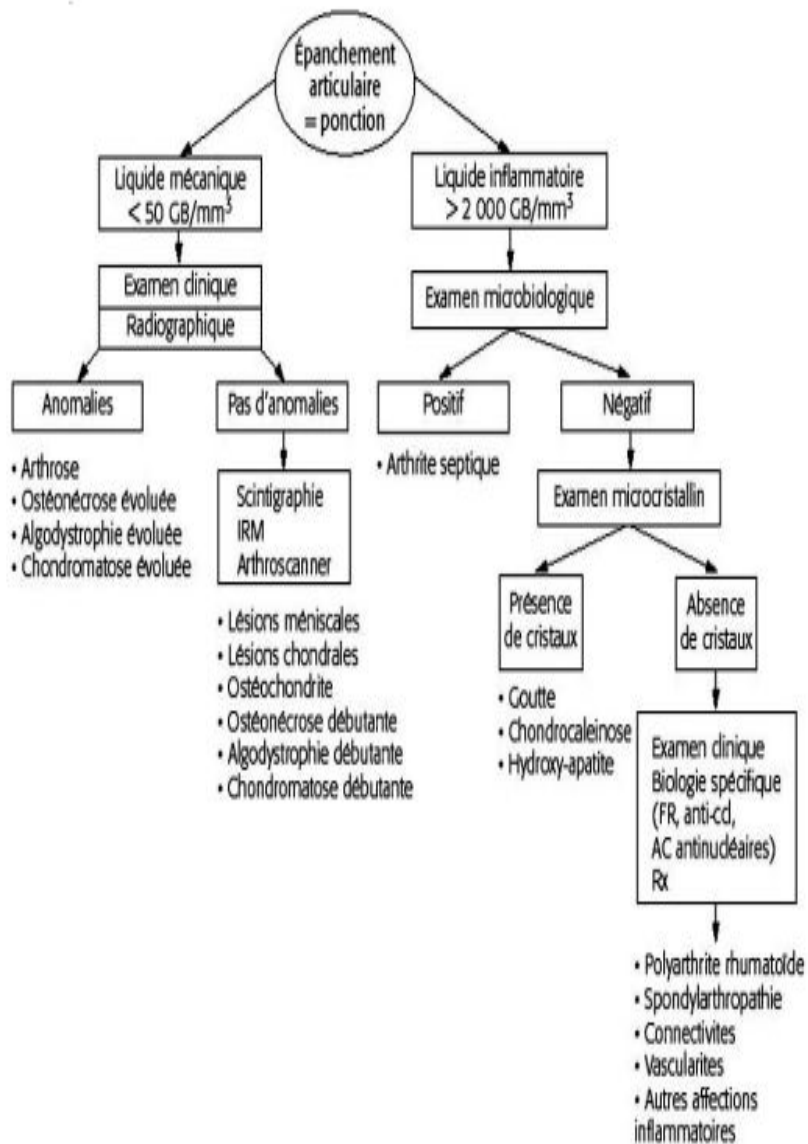 Épanchement
articulaire
= ponction
Liquide mécanique
< 50 GB/mm³
Liquide inflammatoire
> 2 000 GB/mm³
Examen clinique
Radiographique
Examen microbiologique
Anomalies
Pas d'anomalies
Positif
Négatif
• Arthrose
• Ostéonécrose évoluée
• Algodystrophie évoluée
• Chondromatose évoluée
Scintigraphie
IRM
Arthroscanner
• Lésions méniscales
• Lésions chondrales
• Ostéochondrite
• Ostéonécrose débutante
• Algodystrophie débutante
• Chondromatose débutante
• Arthrite septique
Examen microcristallin
Présence
de cristaux
Absence
de cristaux
• Goutte
• Chondrocaleinose
• Hydroxy-apatite
Examen clinique
Biologie spécifique
(FR, anti-ccl,
AC antinucléaires)
Rx
• Polyarthrite rhumatoïde
• Spondylarthropathie
• Connectivites
• Vascularites
• Autres affections
inflammatoires